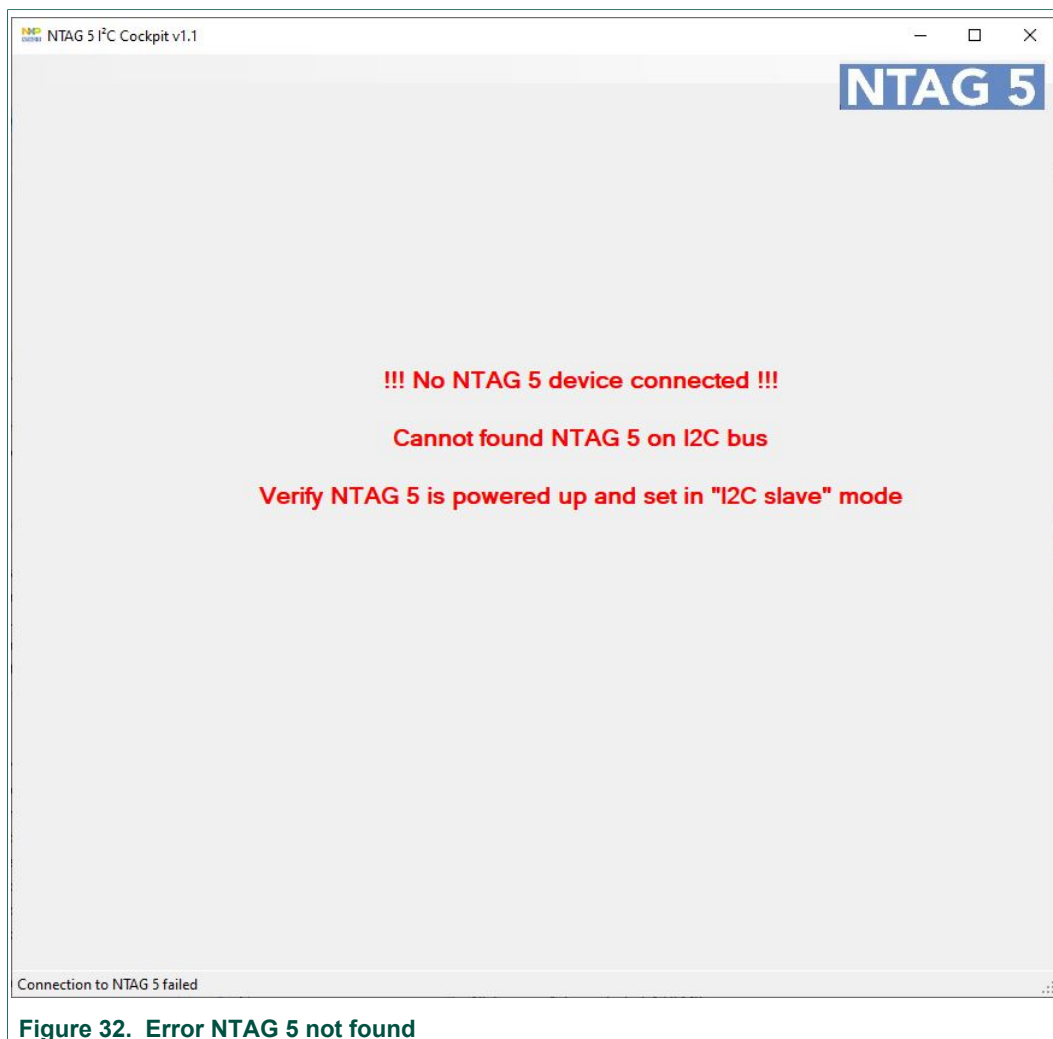 NTAG 5 I²C Cockpit v1.1
NTAG 5
!!! No NTAG 5 device connected !!!
Cannot found NTAG 5 on I2C bus
Verify NTAG 5 is powered up and set in "I2C slave" mode
Connection to NTAG 5 failed
Figure 32. Error NTAG 5 not found